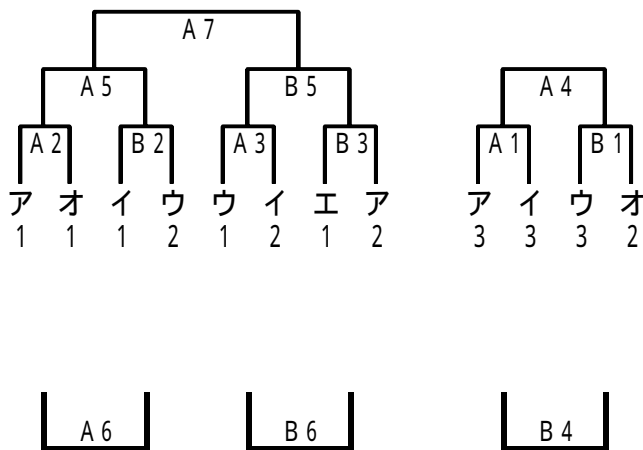 A7
A5 B5 A4
A2 B2 A3 B3 A1 B1
ア オ イ ウ ウ イ エ ア ア イ ウ オ
1 1 1 2 1 2 1 2 3 3 3 2
A6 B6 B4